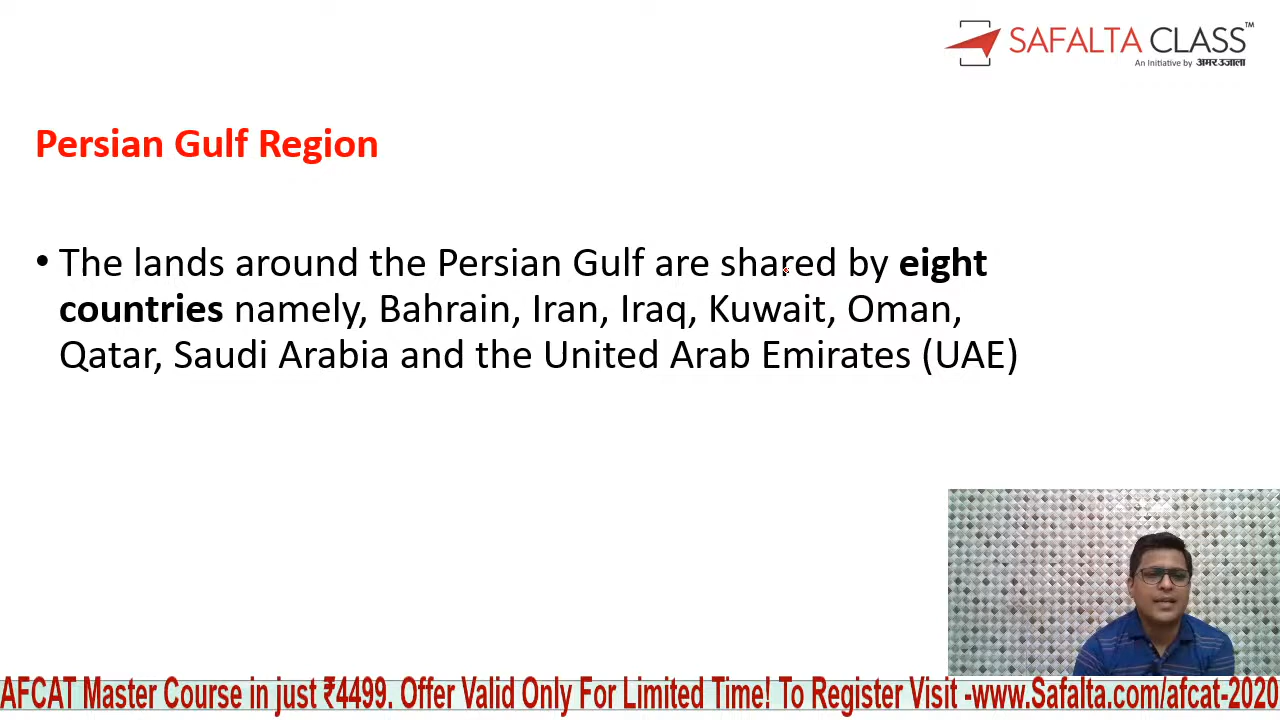 SAFALTA CLASS™
An Initiative by अमर उजाला
Persian Gulf Region
• The lands around the Persian Gulf are shared by eight
countries namely, Bahrain, Iran, Iraq, Kuwait, Oman,
Qatar, Saudi Arabia and the United Arab Emirates (UAE)
AFCAT Master Course in just ₹4499. Offer Valid Only For Limited Time! To Register Visit -www.Safalta.com/afcat-2020